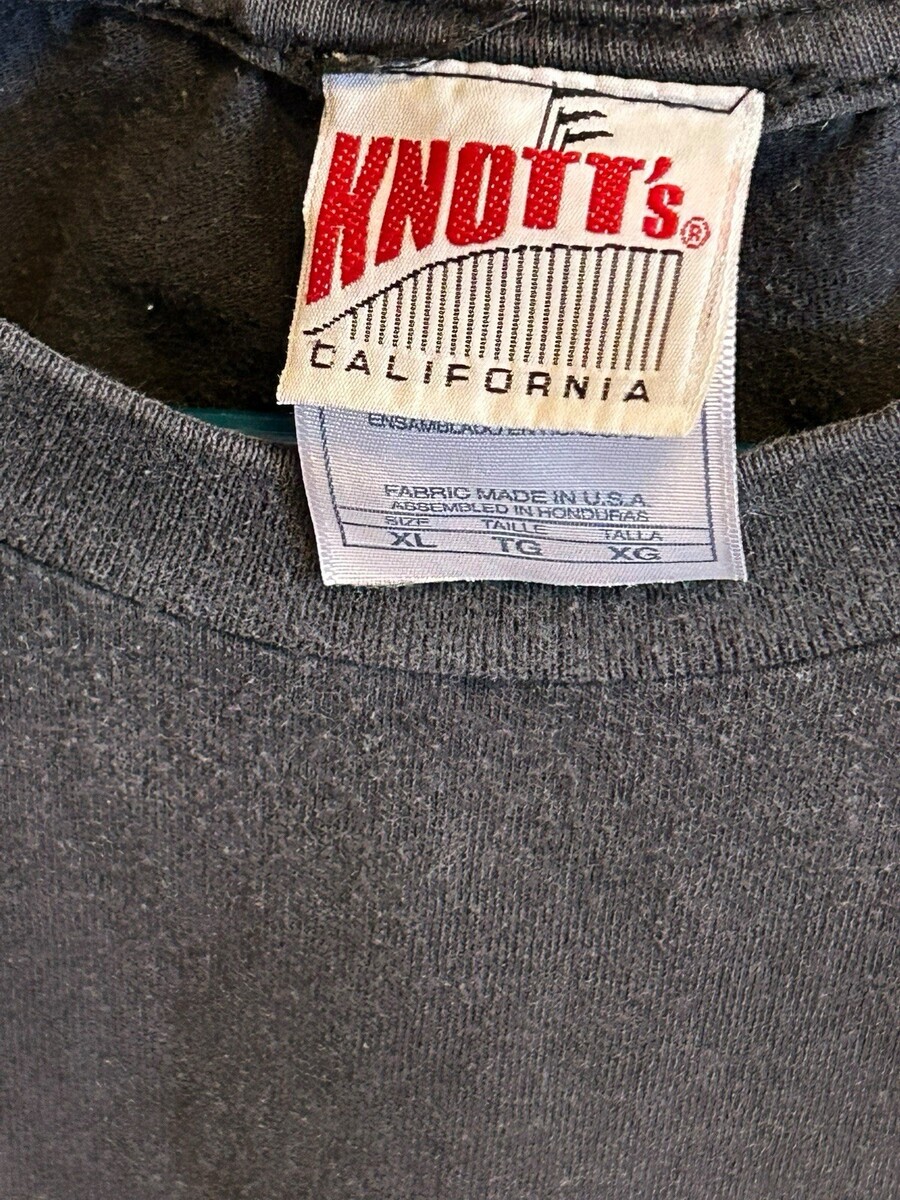 KNOTT's®
CALIFORNIA
FABRIC MADE IN U.S.A
ASSEMBLED IN HONDURAS
SIZE TAILLE TALLA
XL TG XG